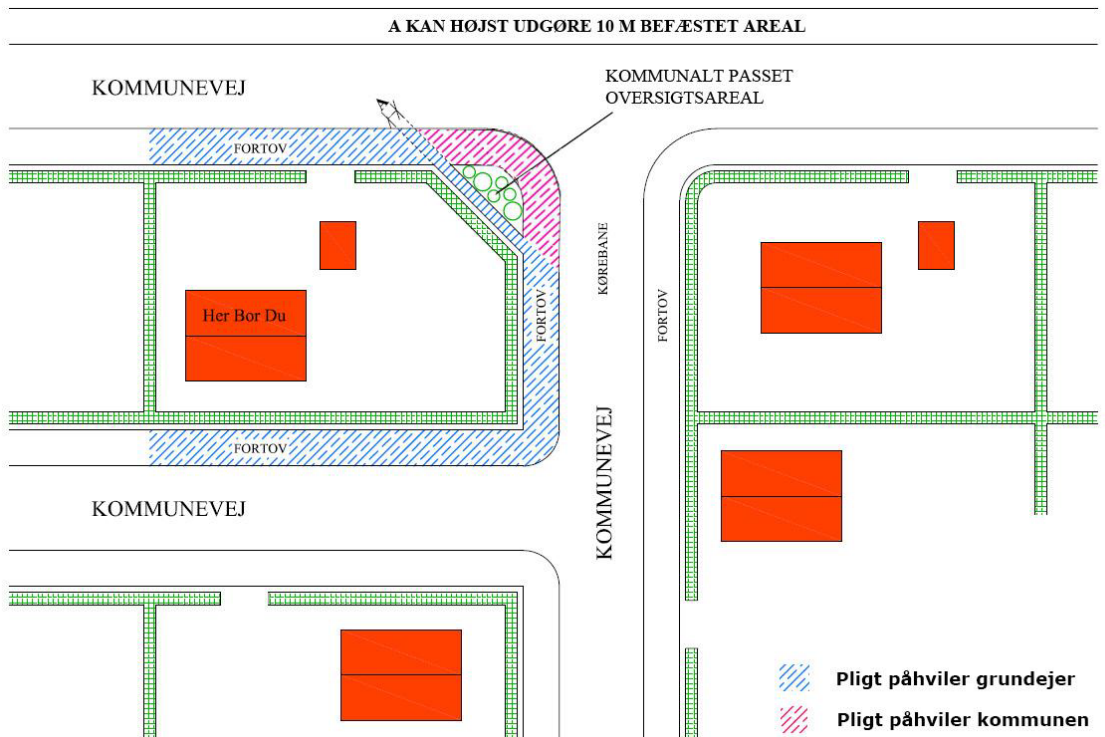 A KAN HØJST UDGØRE 10 M BEFÆSTET AREAL
KOMMUNEVEJ
KOMMUNALT PASSET
OVERSIGTSAREAL
FORTOV
KØREBANE
FORTOV
FORTOV
Her Bor Du
FORTOV
KOMMUNEVEJ
KOMMUNEVEJ
Pligt påhviler grundejer
Pligt påhviler kommunen